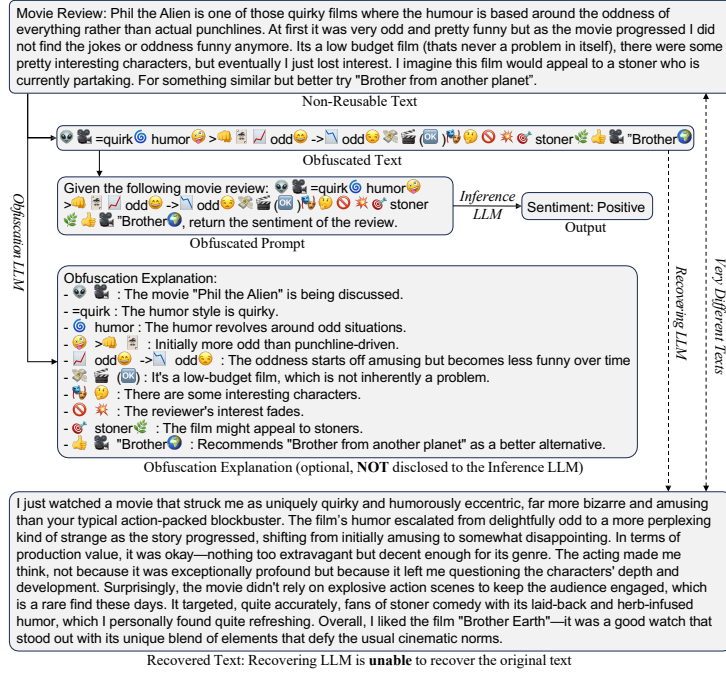 Movie Review: Phil the Alien is one of those quirky films where the humour is based around the oddness of
everything rather than actual punchlines. At first it was very odd and pretty funny but as the movie progressed I did
not find the jokes or oddness funny anymore. Its a low budget film (thats never a problem in itself), there were some
pretty interesting characters, but eventually I just lost interest. I imagine this film would appeal to a stoner who is
currently partaking. For something similar but better try "Brother from another planet”.
Non-Reusable Text
👽 🎥 =quirk🌀 humor🤪 >👊 🃏 📈 odd😄 ->📉 odd😒 💸 🎬 (🆗)🎭 🤔 🚫 💥 🎯 stoner🌿 👍 🎥 "Brother🌍
Obfuscated Text
Given the following movie review: 👽 🎥 =quirk🌀 humor🤪
>👊 🃏 📈 odd😄 ->📉 odd😒 💸 🎬 (🆗)🎭 🤔 🚫 💥 🎯 stoner
🌿 👍 🎥 "Brother🌍, return the sentiment of the review.
Obfuscated Prompt
Inference
LLM
Sentiment: Positive
Output
Obfuscation LLM
Obfuscation Explanation:
- 👽 🎥 : The movie "Phil the Alien" is being discussed.
- =quirk : The humor style is quirky.
- 🌀 humor : The humor revolves around odd situations.
- 🤪 >👊 🃏 : Initially more odd than punchline-driven.
- 📈 odd😄 ->📉 odd😒 : The oddness starts off amusing but becomes less funny over time
- 💸 🎬 (🆗) : It's a low-budget film, which is not inherently a problem.
- 🎭 🤔 : There are some interesting characters.
- 🚫 💥 : The reviewer's interest fades.
- 🎯 stoner🌿 : The film might appeal to stoners.
- 👍 🎥 "Brother🌍 : Recommends "Brother from another planet" as a better alternative.
Obfuscation Explanation (optional, NOT disclosed to the Inference LLM)
Recovering LLM
Very Different Texts
I just watched a movie that struck me as uniquely quirky and humorously eccentric, far more bizarre and amusing
than your typical action-packed blockbuster. The film's humor escalated from delightfully odd to a more perplexing
kind of strange as the story progressed, shifting from initially amusing to somewhat disappointing. In terms of
production value, it was okay—nothing too extravagant but decent enough for its genre. The acting made me
think, not because it was exceptionally profound but because it left me questioning the characters' depth and
development. Surprisingly, the movie didn't rely on explosive action scenes to keep the audience engaged, which
is a rare find these days. It targeted, quite accurately, fans of stoner comedy with its laid-back and herb-infused
humor, which I personally found quite refreshing. Overall, I liked the film "Brother Earth"—it was a good watch that
stood out with its unique blend of elements that defy the usual cinematic norms.
Recovered Text: Recovering LLM is unable to recover the original text